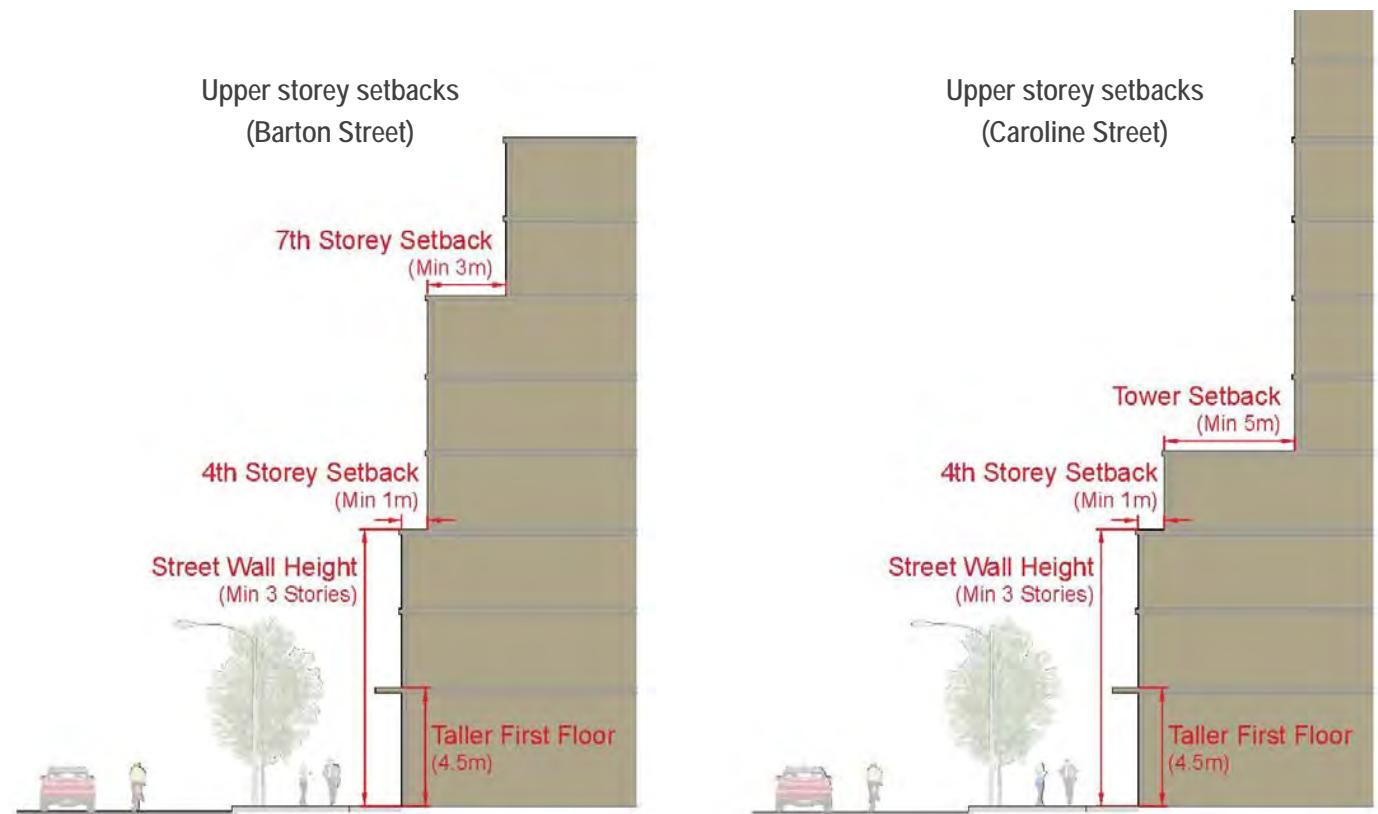 Upper storey setbacks
(Barton Street)
7th Storey Setback
(Min 3m)
4th Storey Setback
(Min 1m)
Street Wall Height
(Min 3 Stories)
Taller First Floor
(4.5m)
Upper storey setbacks
(Caroline Street)
Tower Setback
(Min 5m)
4th Storey Setback
(Min 1m)
Street Wall Height
(Min 3 Stories)
Taller First Floor
(4.5m)